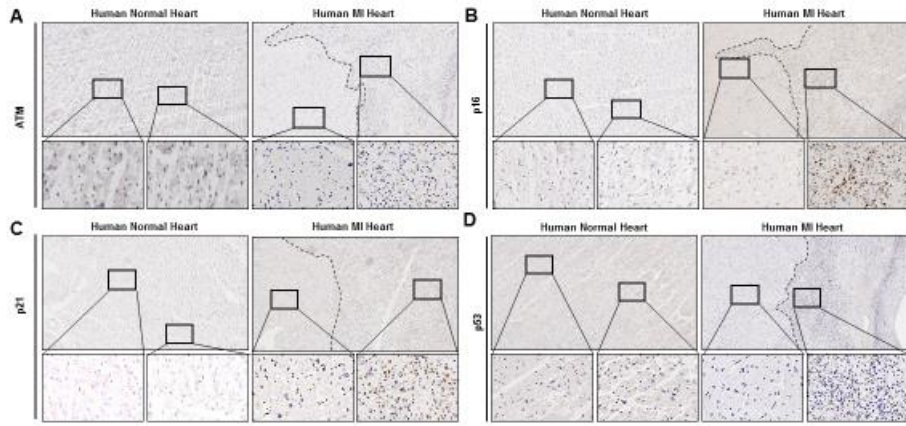 A
Human Normal Heart
Human MI Heart
ATM
B
Human Normal Heart
Human MI Heart
p16
C
Human Normal Heart
Human MI Heart
p21
D
Human Normal Heart
Human MI Heart
p53